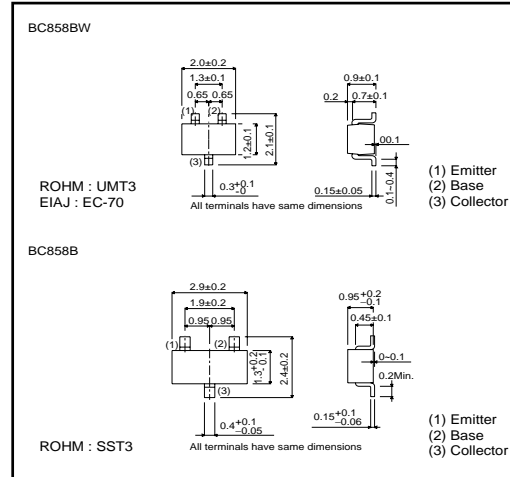 BC858BW
2.0±0.2
1.3±0.1
0.65 0.65
(1) (2)
(3)
1.2±0.1
2.1±0.1
0.3+0.1 -0
All terminals have same dimensions
0.9±0.1
0.2 0.7±0.1
00.1
0.15±0.05
0.1~0.4
ROHM : UMT3
EIAJ : EC-70
(1) Emitter
(2) Base
(3) Collector
BC858B
2.9±0.2
1.9±0.2
0.95 0.95
(1) (2)
(3)
1.3+0.2 -0.1
2.4±0.2
0.4+0.1 -0.05
All terminals have same dimensions
0.95+0.2 -0.1
0.45±0.1
0~0.1
0.2Min.
0.15+0.1 -0.06
ROHM : SST3
(1) Emitter
(2) Base
(3) Collector